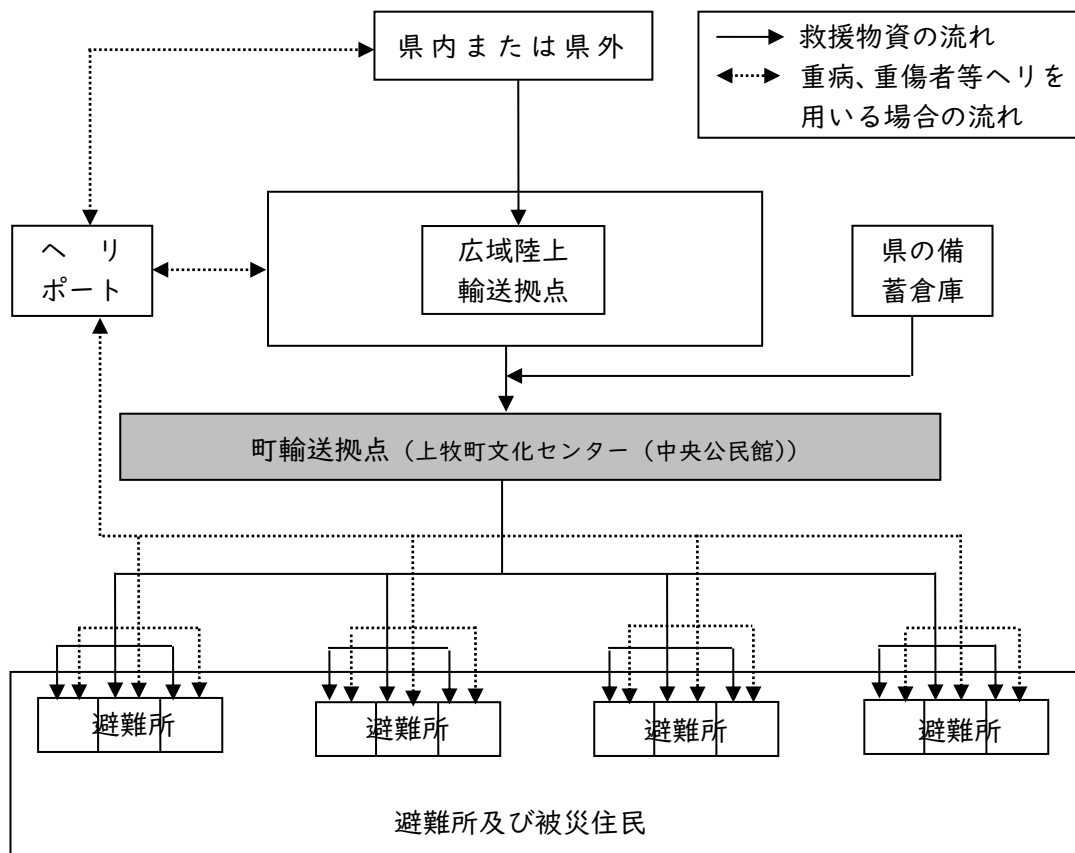 県内または県外
救援物資の流れ
重病、重傷者等ヘリを
用いる場合の流れ
ヘリ
ポート
広域陸上
輸送拠点
県の備
蓄倉庫
町輸送拠点（上牧町文化センター（中央公民館））
避難所
避難所
避難所
避難所
避難所及び被災住民